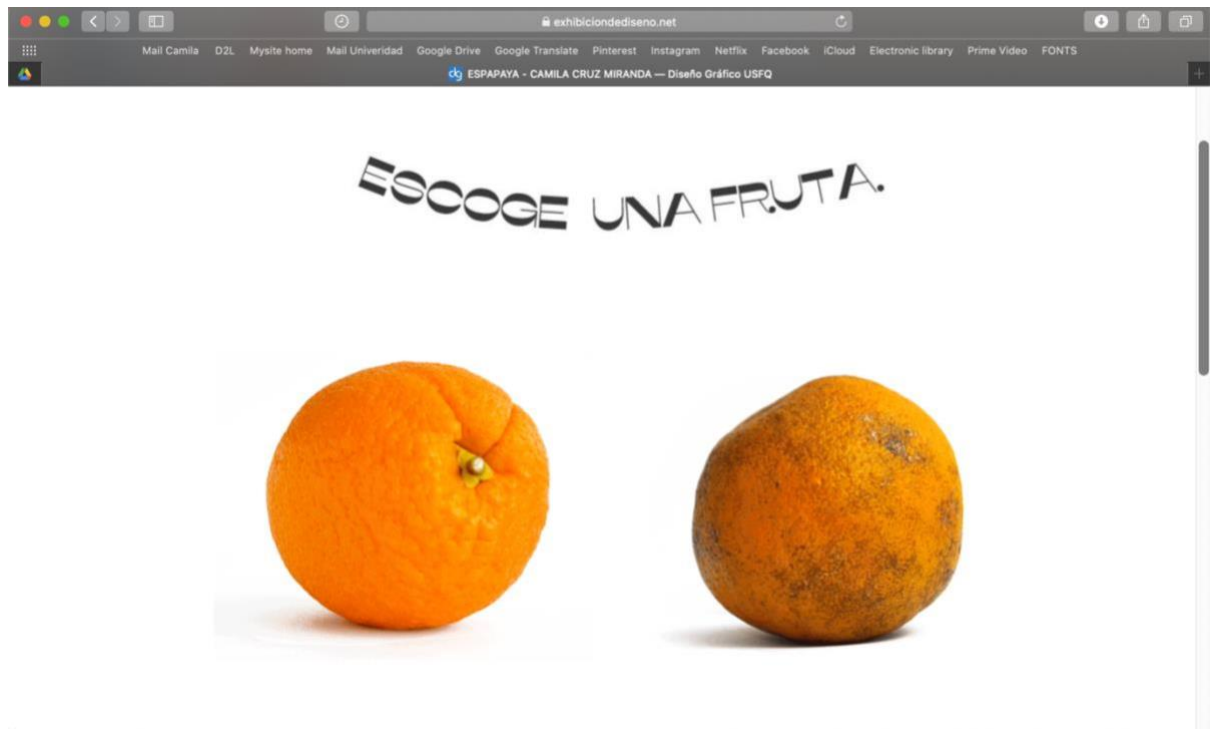 exhibiciondediseno.net
Mail Camila D2L Mysite home Mail Univeridad Google Drive Google Translate Pinterest Instagram Netflix Facebook iCloud Electronic library Prime Video FONTS
dg ESPAPAYA - CAMILA CRUZ MIRANDA — Diseño Gráfico USFQ
ESCOGE UNA FRUTA.